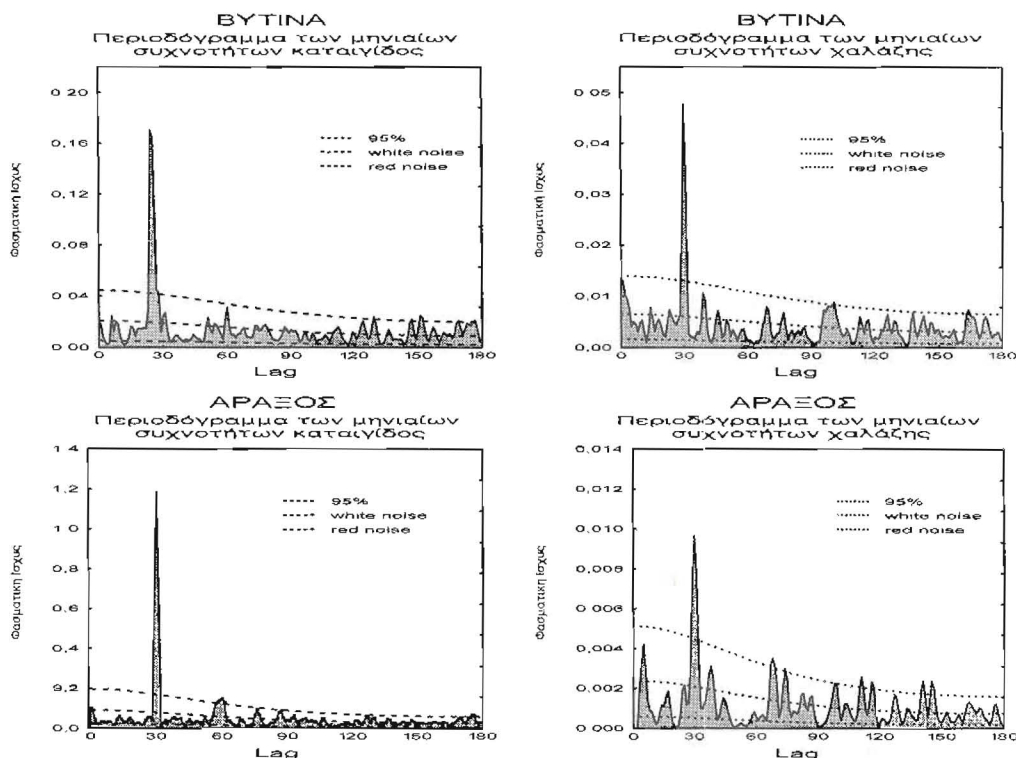 ΒΥΤΙΝΑ
Περιοδόγραμμα των μηνιαίων
συχνοτήτων καταιγίδος
Φασματική Ισχυς
0 20
0,16
0,12
0,08
0 04
0 00
95%
white noise
red noise
0 30 60 90 120 150 180
Lag
ΒΥΤΙΝΑ
Περιοδόγραμμα των μηνιαίων
συχνοτήτων χαλάζης
Φασματική Ισχυς
0 05
0,04
0,03
0,02
0,01
0,00
95%
white noise
red noise
0 30 60 90 120 150 180
Lag
ΑΡΑΞΟΣ
Περιοδόγραμμα των μηνιαίων
συχνοτήτων καταιγίδος
Φασματική Ισχυς
1 4
1.2
1 0
0.8
0.6
0.4
9.2
0.0
95%
white noise
red noise
0 30 60 90 120 150 180
Lag
ΑΡΑΞΟΣ
Περιοδόγραμμα των μηνιαίων
συχνοτήτων χαλάζης
Φασματική Ισχυς
0,014
0,012
0,010
0,008
0,006
0,004
0,002
0,000
95%
white noise
red noise
0 30 60 90 120 150 180
Lag